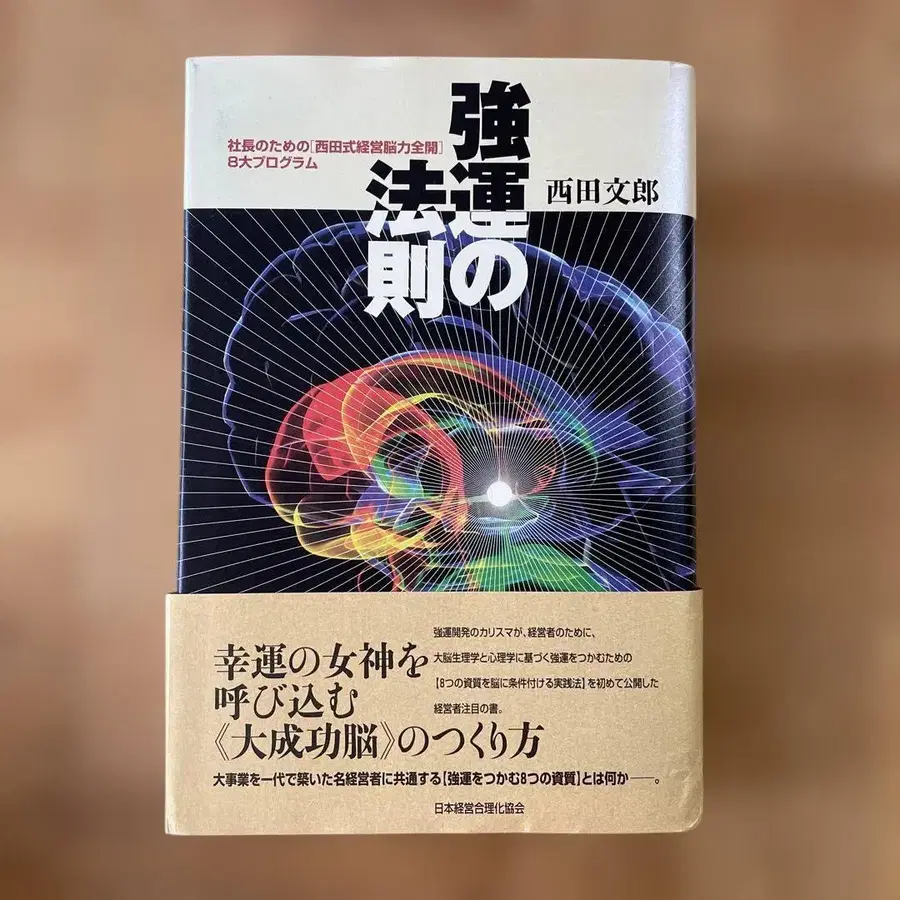 強運の
法則
社長のための[西田式経営脳力全開]
8大プログラム
西田文郎
幸運の女神を
呼び込む
《大成功脳》のつくり方
強運開発のカリスマが、経営者のために、
大脳生理学と心理学に基づく強運をつかむための
【8つの資質を脳に条件付ける実践法】を初めて公開した
経営者注目の書。
大事業を一代で築いた名経営者に共通する【強運をつかむ8つの資質】とは何か――。
日本経営合理化協会